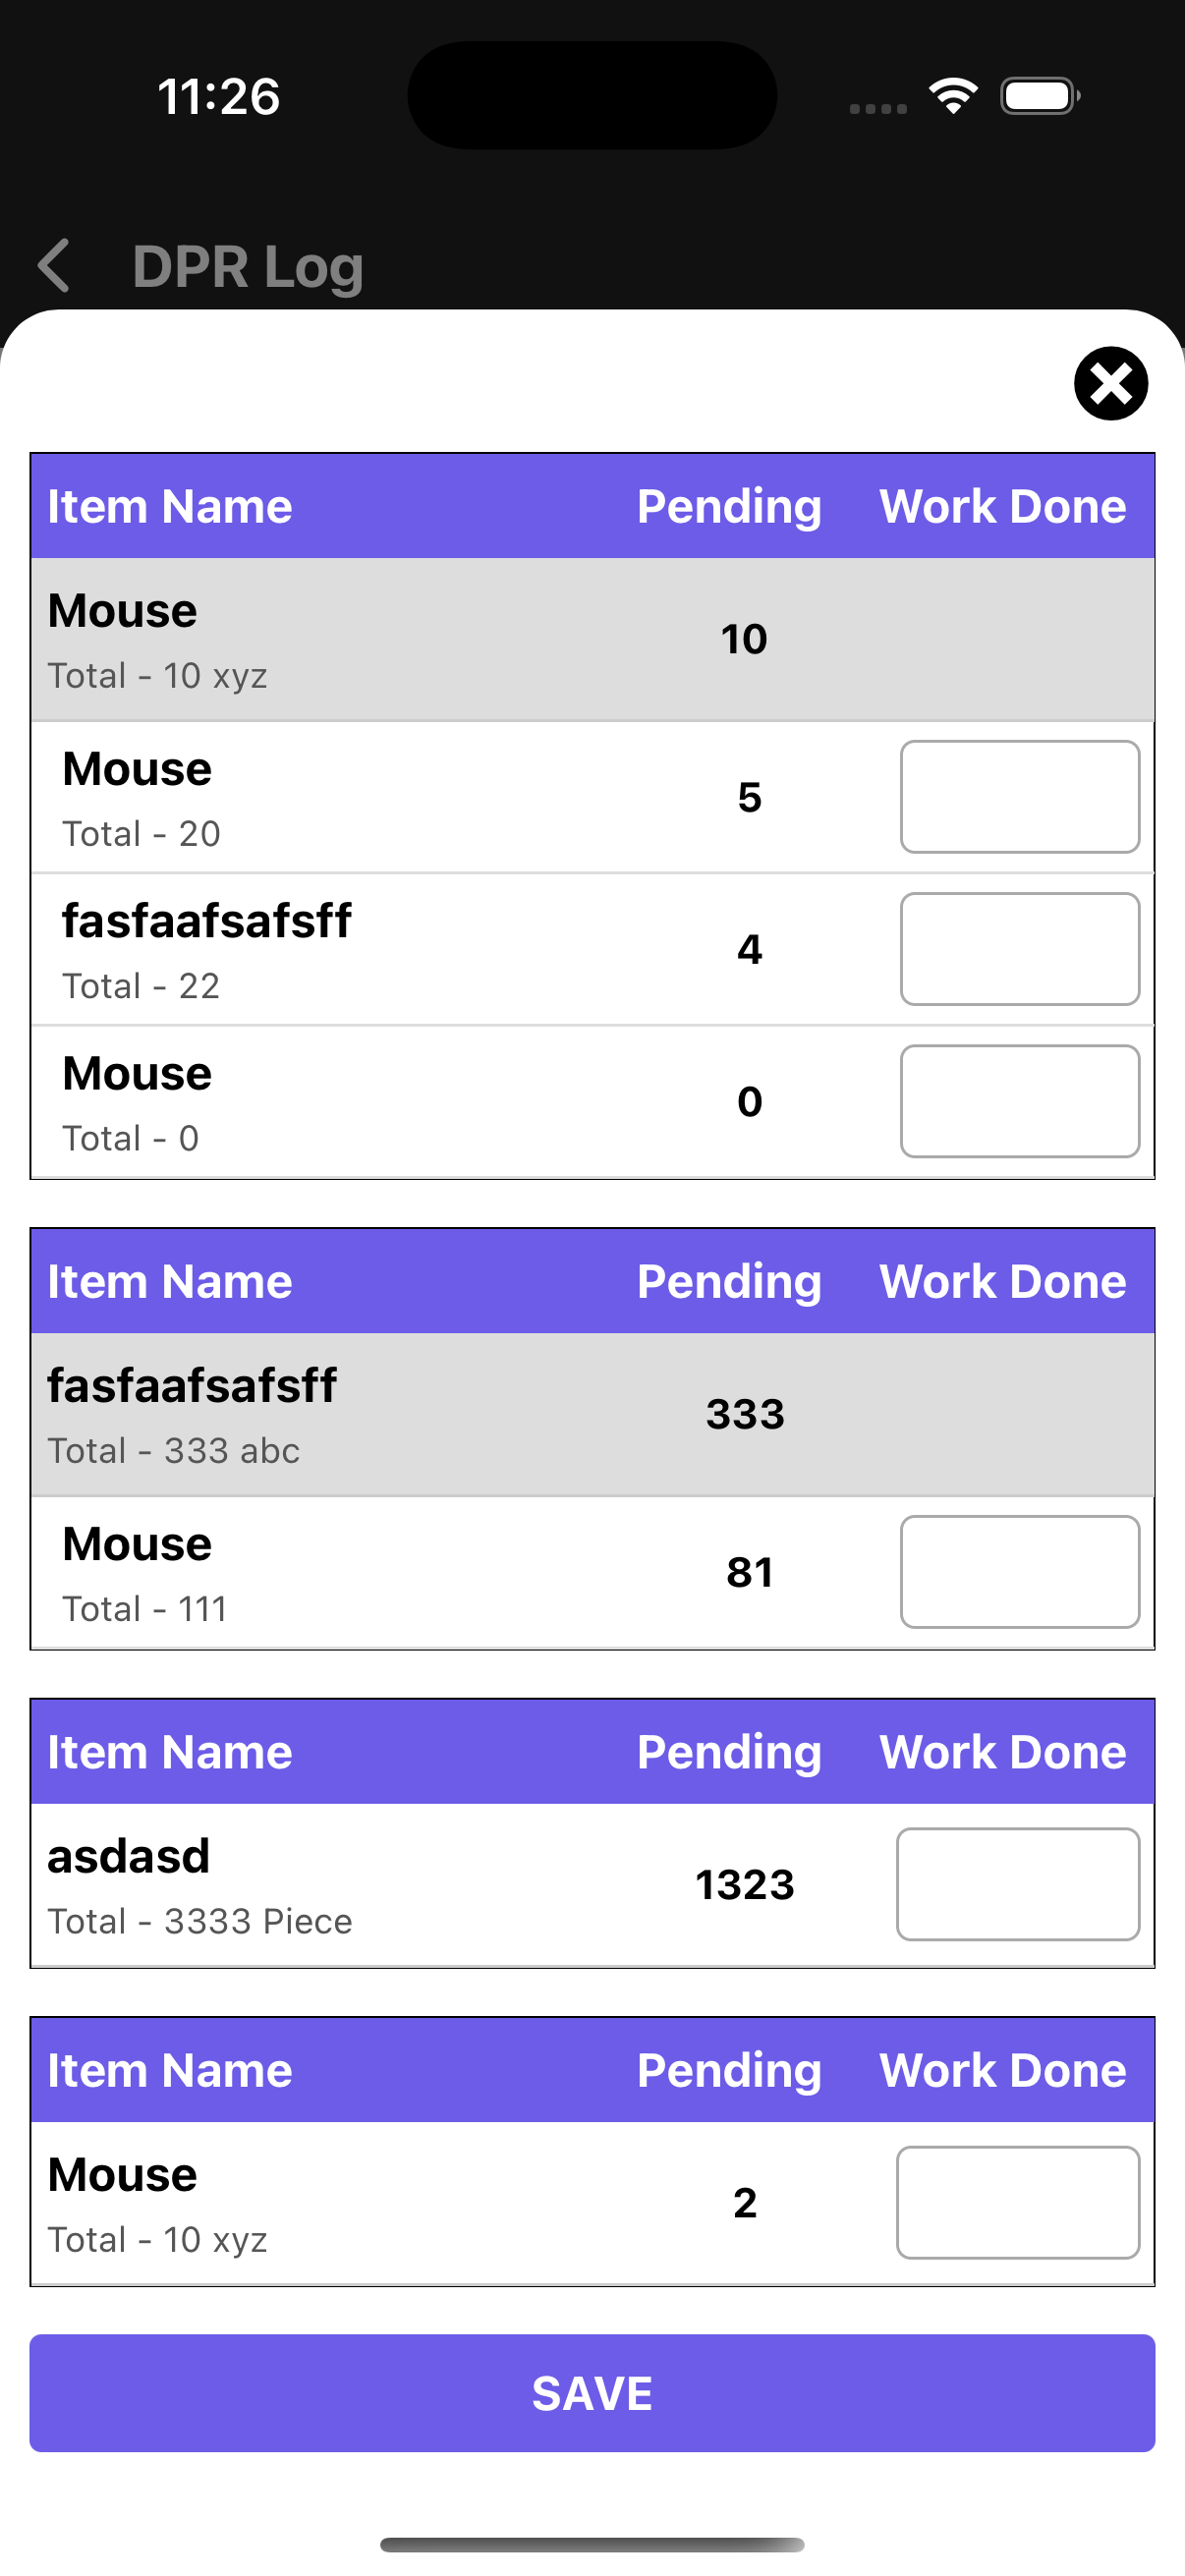 11:26
DPR Log
Item Name Pending Work Done
Mouse
Total - 10 xyz
10
Mouse
Total - 20
5
fasfaafsafsff
Total - 22
4
Mouse
Total - 0
0
Item Name Pending Work Done
fasfaafsafsff
Total - 333 abc
333
Mouse
Total - 111
81
Item Name Pending Work Done
asdasd
Total - 3333 Piece
1323
Item Name Pending Work Done
Mouse
Total - 10 xyz
2
SAVE